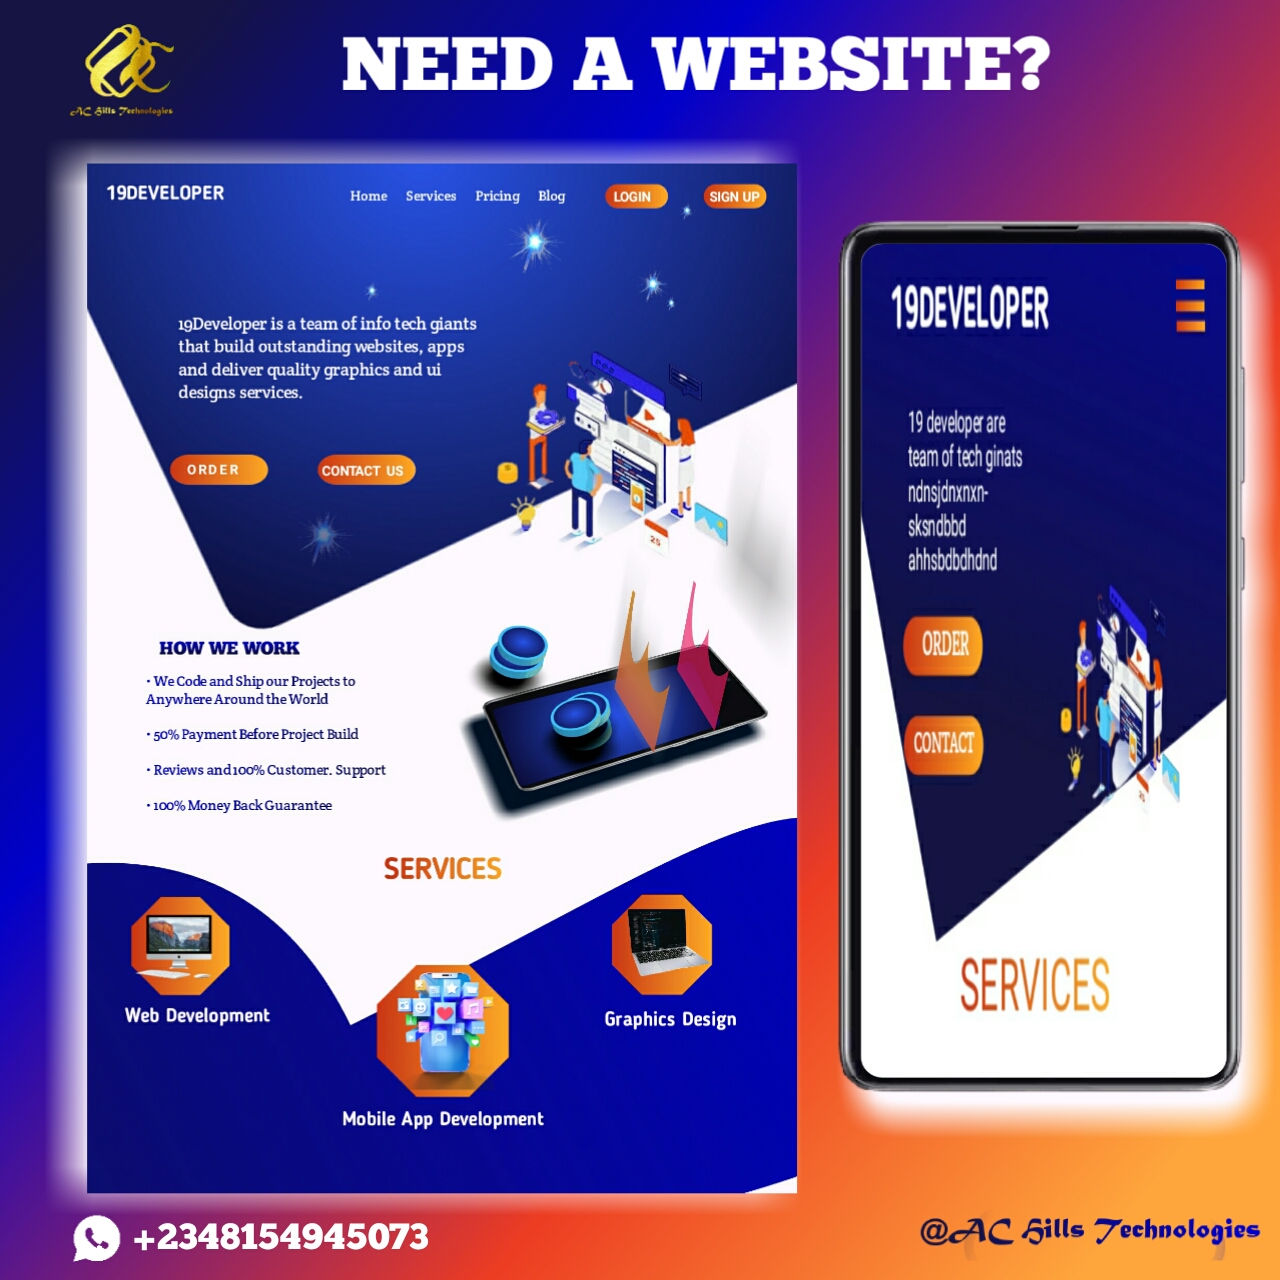 AC Hills Technologies
NEED A WEBSITE?
19DEVELOPER
Home Services Pricing Blog LOGIN SIGN UP
19Developer is a team of info tech giants
that build outstanding websites, apps
and deliver quality graphics and ui
designs services.
ORDER CONTACT US
25
HOW WE WORK
• We Code and Ship our Projects to
Anywhere Around the World
• 50% Payment Before Project Build
• Reviews and 100% Customer. Support
• 100% Money Back Guarantee
SERVICES
Web Development
Mobile App Development
Graphics Design
19DEVELOPER
19 developer are
team of tech ginats
ndnsjdnxnxn-
sksndbbd
ahhsbdbdhdnd
ORDER
CONTACT
25
SERVICES
+2348154945073
@AC Hills Technologies